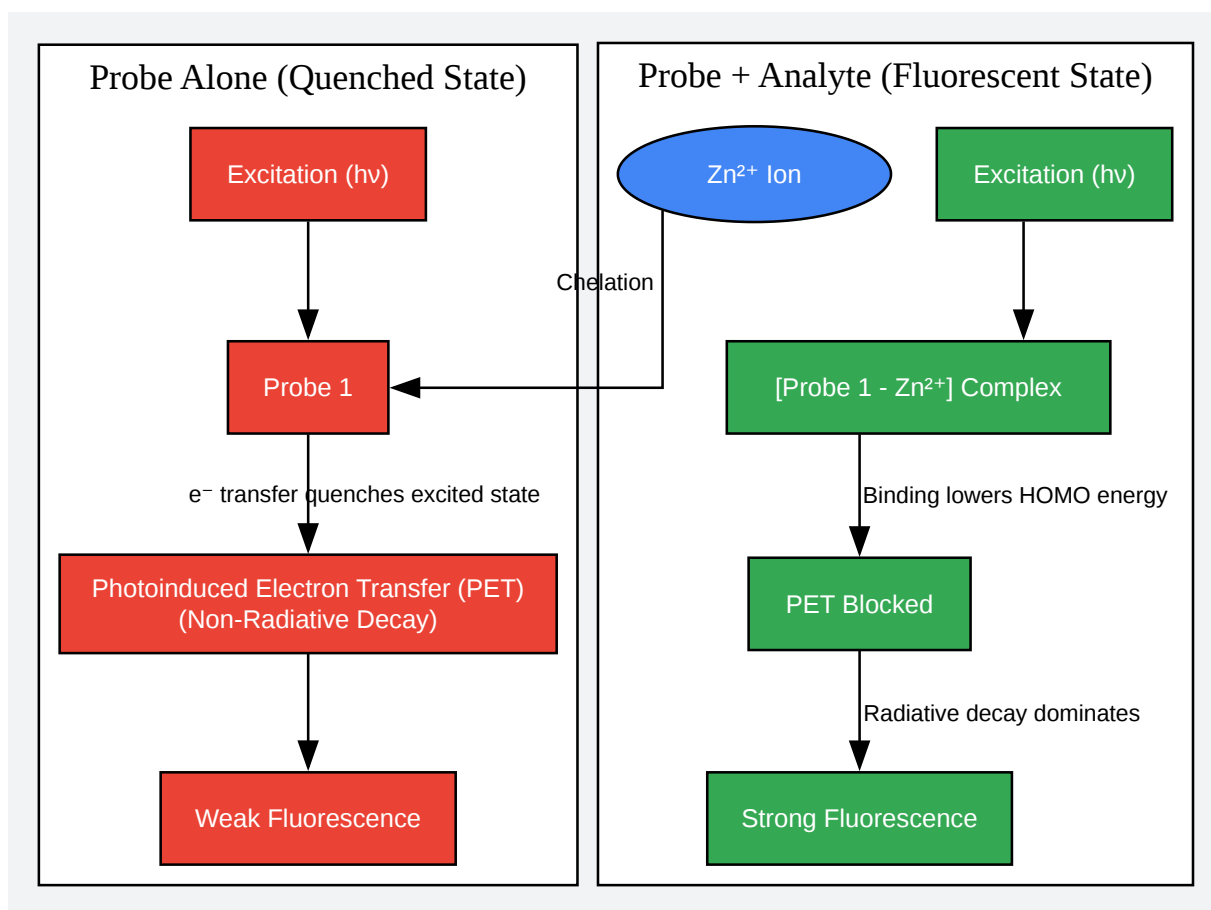 Probe Alone (Quenched State)
Excitation (hν)
Probe 1
e⁻ transfer quenches excited state
Photoinduced Electron Transfer (PET)
(Non-Radiative Decay)
Weak Fluorescence
Probe + Analyte (Fluorescent State)
Zn²⁺ Ion
Excitation (hν)
Chelation
[Probe 1 - Zn²⁺] Complex
Binding lowers HOMO energy
PET Blocked
Radiative decay dominates
Strong Fluorescence